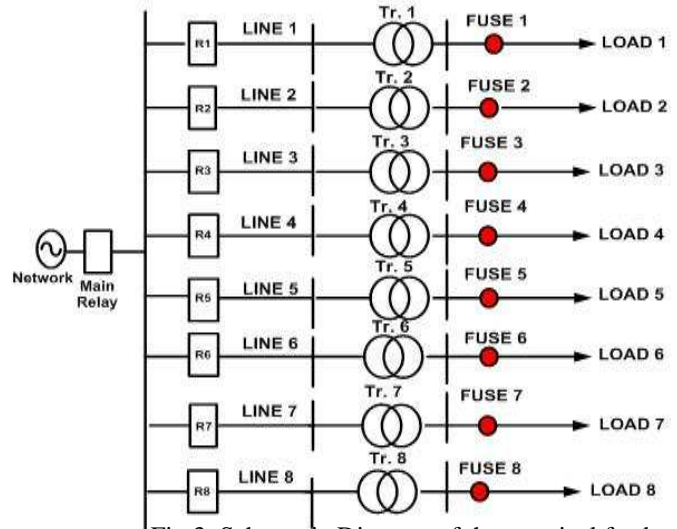 Tr. 1
FUSE 1
R1
LINE 1
LOAD 1
Tr. 2
FUSE 2
R2
LINE 2
LOAD 2
Tr. 3
FUSE 3
R3
LINE 3
LOAD 3
Tr. 4
FUSE 4
R4
LINE 4
LOAD 4
Network
Main
Relay
Tr. 5
FUSE 5
R5
LINE 5
LOAD 5
Tr. 6
FUSE 6
R6
LINE 6
LOAD 6
Tr. 7
FUSE 7
R7
LINE 7
LOAD 7
Tr. 8
FUSE 8
R8
LINE 8
LOAD 8